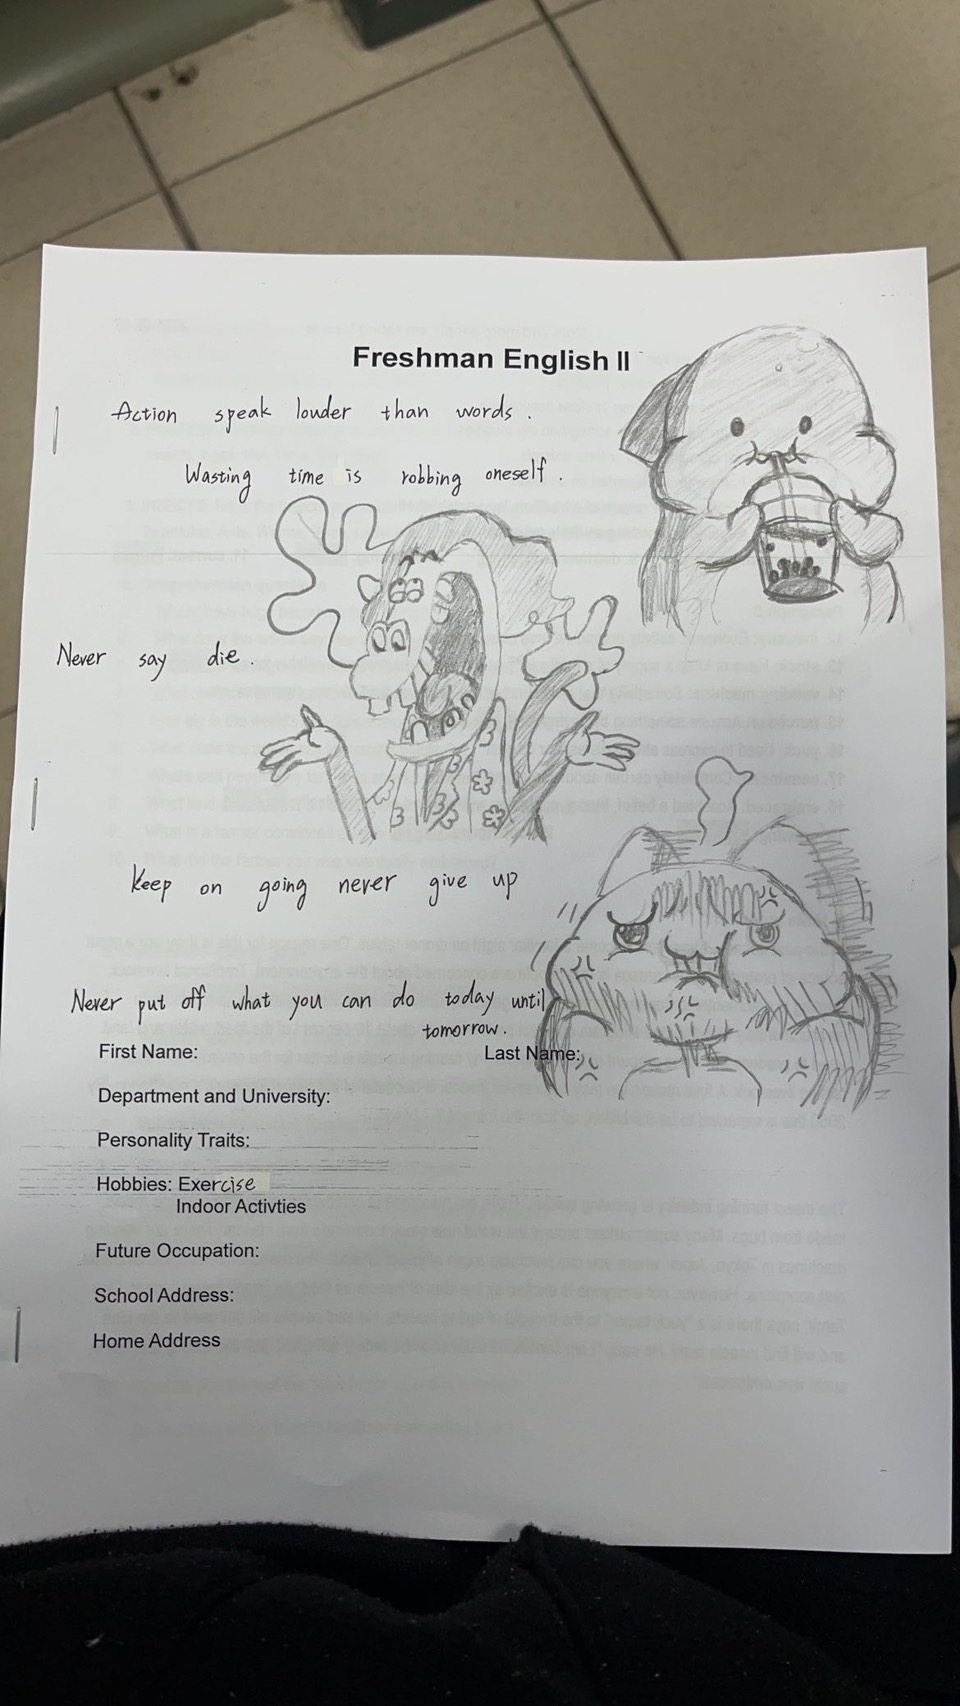 Freshman English II
Action speak louder than words.
Wasting time is robbing oneself.
Never say die.
Keep on going never give up
Never put off what you can do today until
tomorrow.
First Name: Last Name:
Department and University:
Personality Traits:
Hobbies: Exercise
Indoor Activties
Future Occupation:
School Address:
Home Address